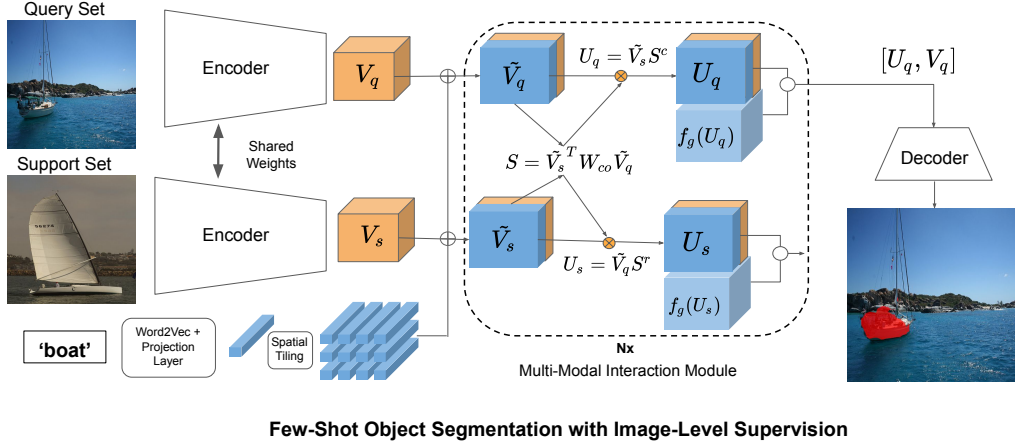 Query Set
Encoder
V_q
Ṽ_q
U_q = Ṽ_s S^c
U_q
f_g(U_q)
[U_q, V_q]
Decoder
Shared
Weights
S = Ṽ_s^T W_{co} Ṽ_q
Support Set
Encoder
V_s
Ṽ_s
U_s = Ṽ_q S^r
U_s
f_g(U_s)
'boat'
Word2Vec +
Projection
Layer
Spatial
Tiling
Nx
Multi-Modal Interaction Module
Few-Shot Object Segmentation with Image-Level Supervision